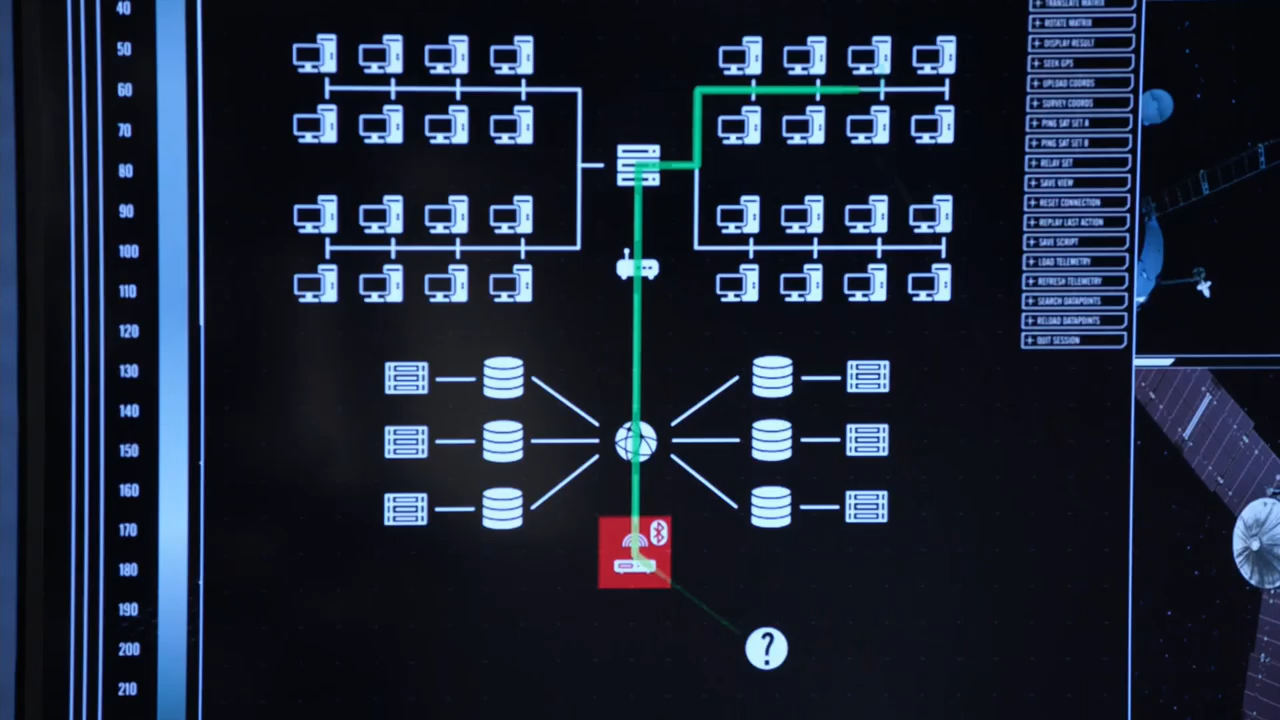 40
50
60
70
80
90
100
110
120
130
140
150
160
170
180
190
200
210
?
+ TRANSLATE MATRIX
+ ROTATE MATRIX
+ DISPLAY RESULT
+ SEEK GPS
+ UPLOAD COORDS
+ SURVEY COORDS
+ PING SAT SET A
+ PING SAT SET B
+ RELAY SET
+ SAVE VIEW
+ RESET CONNECTION
+ REPLAY LAST ACTION
+ SAVE SCRIPT
+ LOAD TELEMETRY
+ REFRESH TELEMETRY
+ SEARCH DATAPOINTS
+ RELOAD DATAPOINTS
+ QUIT SESSION